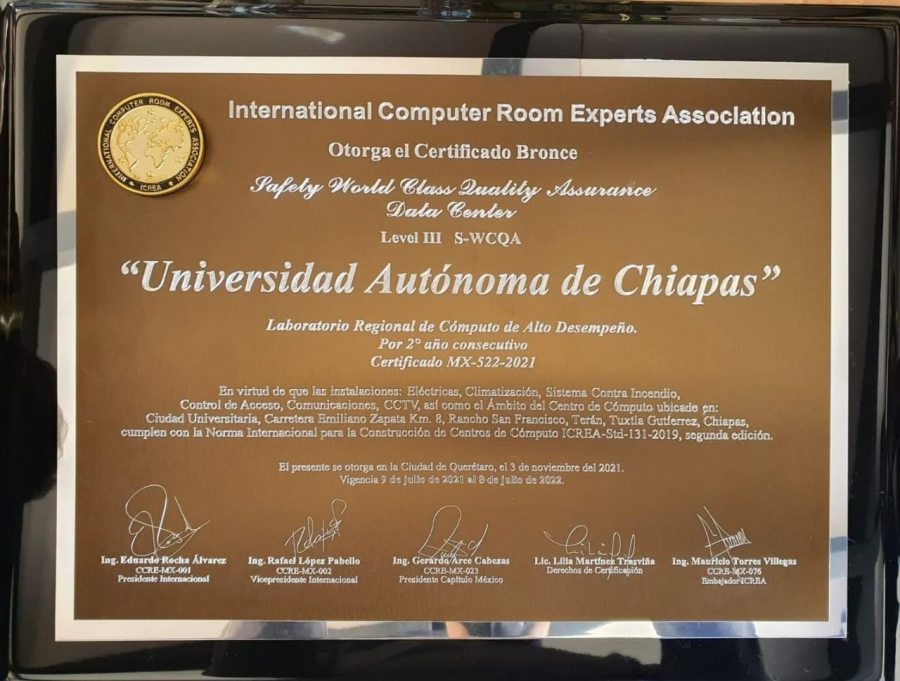 INTERNATIONAL COMPUTER ROOM EXPERTS ASSOCIATION
ICREA
International Computer Room Experts Association
Otorga el Certificado Bronce
Safety World Class Quality Assurance
Data Center
Level III S-WCQA
“Universidad Autónoma de Chiapas”
Laboratorio Regional de Cómputo de Alto Desempeño.
Por 2° año consecutivo
Certificado MX-522-2021
En virtud de que las instalaciones: Eléctricas, Climatización, Sistema Contra Incendio,
Control de Acceso, Comunicaciones, CCTV, así como el Ámbito del Centro de Cómputo ubicado en:
Ciudad Universitaria, Carretera Emiliano Zapata Km. 8, Rancho San Francisco, Terán, Tuxtla Gutiérrez, Chiapas,
cumplen con la Norma Internacional para la Construcción de Centros de Cómputo ICREA-Std-131-2019, segunda edición.
El presente se otorga en la Ciudad de Querétaro, el 3 de noviembre del 2021.
Vigencia 9 de julio de 2021 al 8 de julio de 2022.
Ing. Eduardo Rocha Álvarez
CCRE-MX-001
Presidente Internacional
Ing. Rafael López Pabello
CCRE-MX-002
Vicepresidente Internacional
Ing. Gerardo Arce Cabezas
CCRE-MX-023
Presidente Capítulo México
Lic. Lilia Martínez Trasviña
Derechos de Certificación
Ing. Mauricio Torres Villegas
CCRE-MX-076
Embajador ICREA